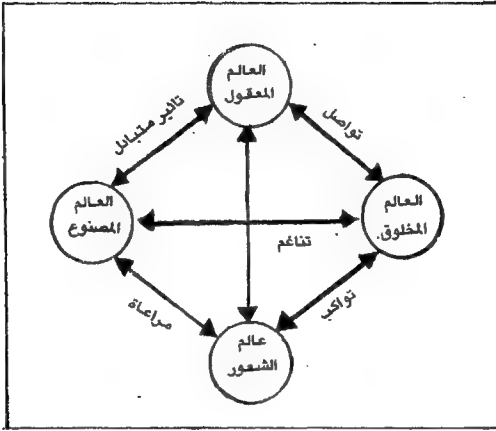 العالم
المعقول
تأثير متبادل
تواصل
العالم
المصنوع
العالم
المخلوق
تناغم
مراعاة
تواكب
عالم
الشعور